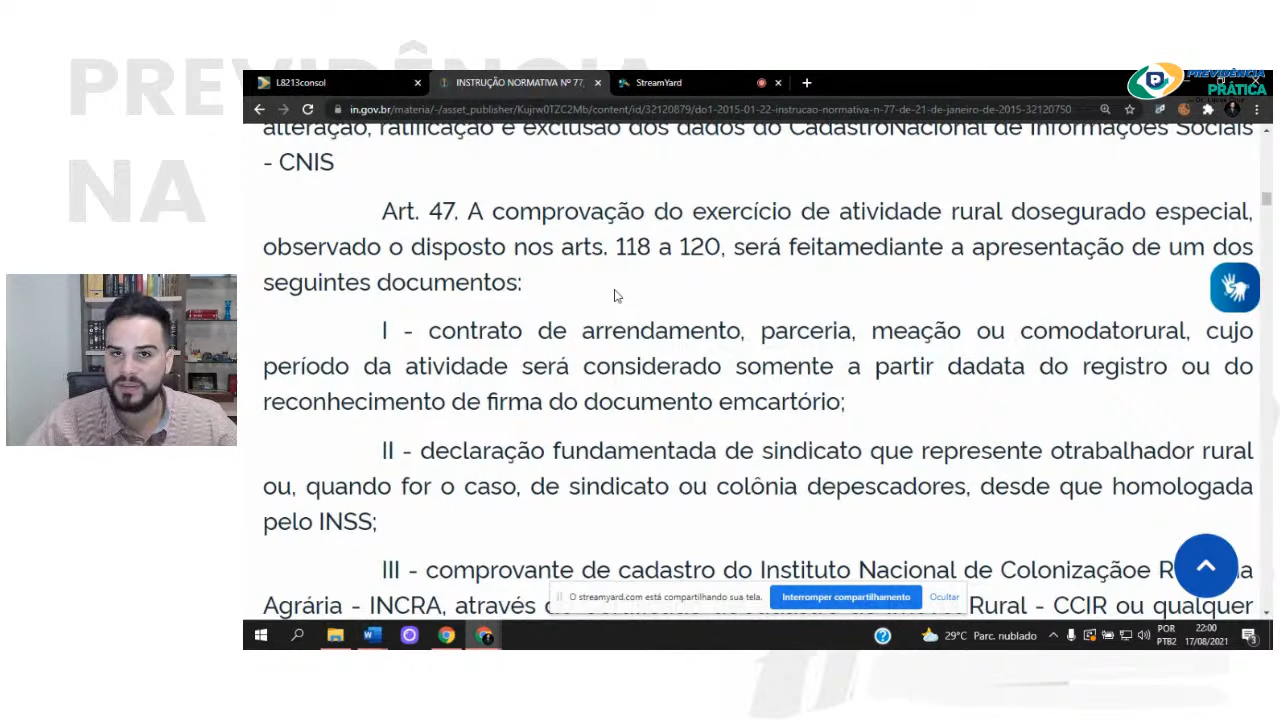 PREVIDÊNCIA
NA
PREVIDÊNCIA
PRÁTICA
L8213consol
INSTRUÇÃO NORMATIVA Nº 77,
StreamYard
in.gov.br/materia/-/asset_publisher/Kujrw0TZC2Mb/content/id/32120879/do1-2015-01-22-instrucao-normativa-n-77-de-21-de-janeiro-de-2015-32120750
alteração, ratificação e exclusão dos dados do CadastroNacional de Informações Sociais
- CNIS
Art. 47. A comprovação do exercício de atividade rural dosegurado especial,
observado o disposto nos arts. 118 a 120, será feitamediante a apresentação de um dos
seguintes documentos:
I - contrato de arrendamento, parceria, meação ou comodatorural, cujo
período da atividade será considerado somente a partir dadata do registro ou do
reconhecimento de firma do documento emcartório;
II - declaração fundamentada de sindicato que represente otrabalhador rural
ou, quando for o caso, de sindicato ou colônia depescadores, desde que homologada
pelo INSS;
III - comprovante de cadastro do Instituto Nacional de Colonizaçãoe
Agrária - INCRA, através Rural - CCIR ou qualquer
O streamyard.com está compartilhando sua tela.
Interromper compartilhamento
Ocultar
29°C Parc. nublado
POR
PTB2
22:00
17/08/2021